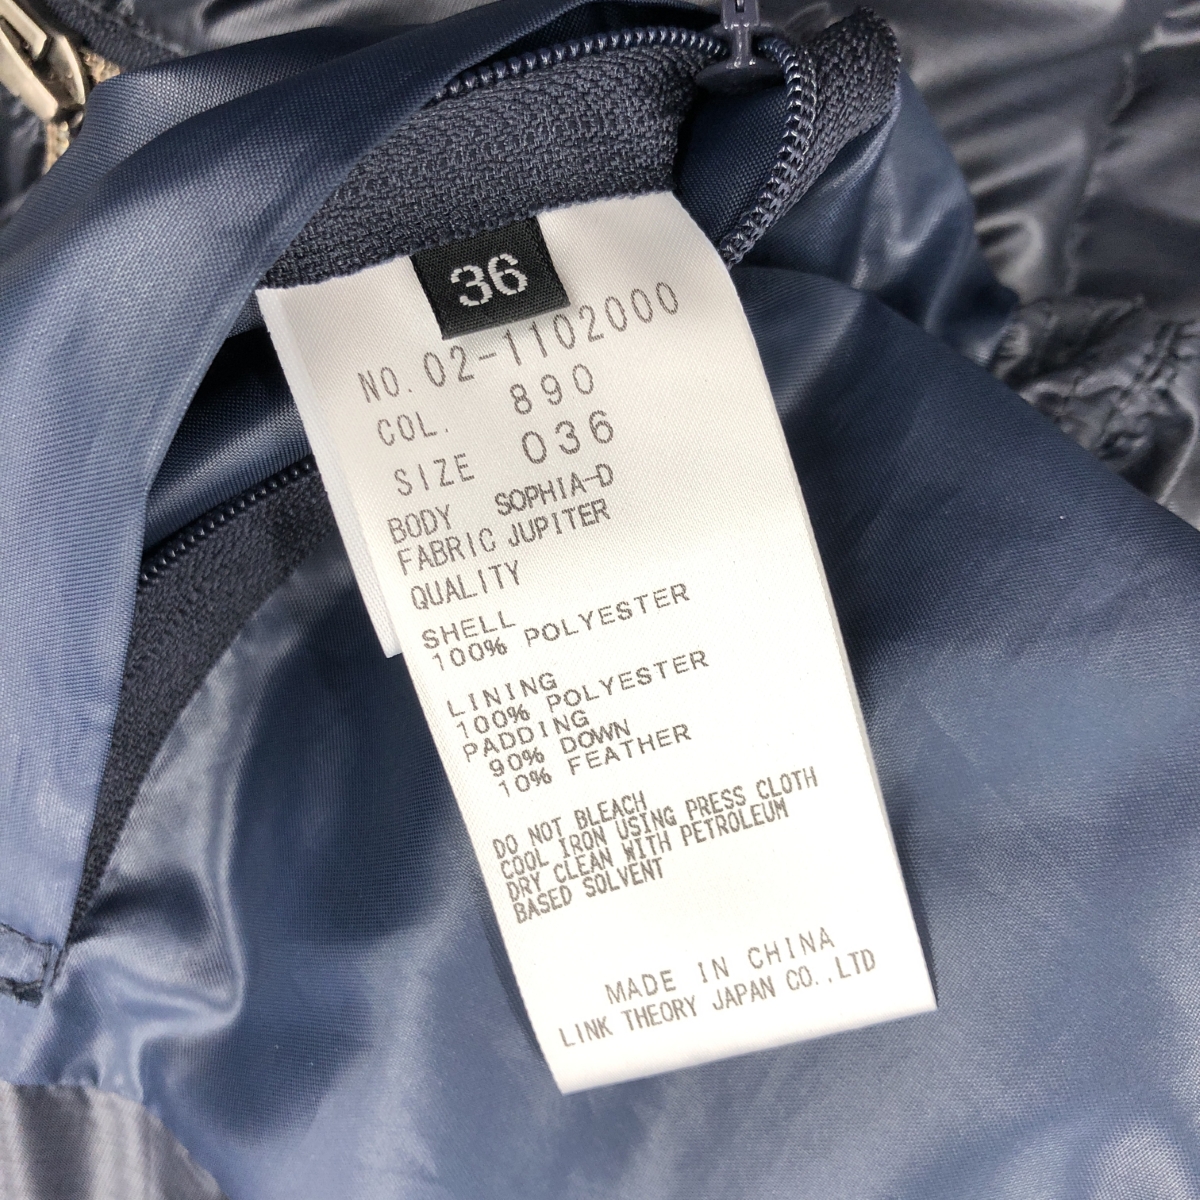 36
NO. 02-1102000
COL. 890
SIZE 036
BODY SOPHIA-D
FABRIC JUPITER
QUALITY
SHELL
100% POLYESTER
LINING
100% POLYESTER
PADDING
90% DOWN
10% FEATHER
DO NOT BLEACH
COOL IRON USING PRESS CLOTH
DRY CLEAN WITH PETROLEUM
BASED SOLVENT
MADE IN CHINA
LINK THEORY JAPAN CO.,LTD